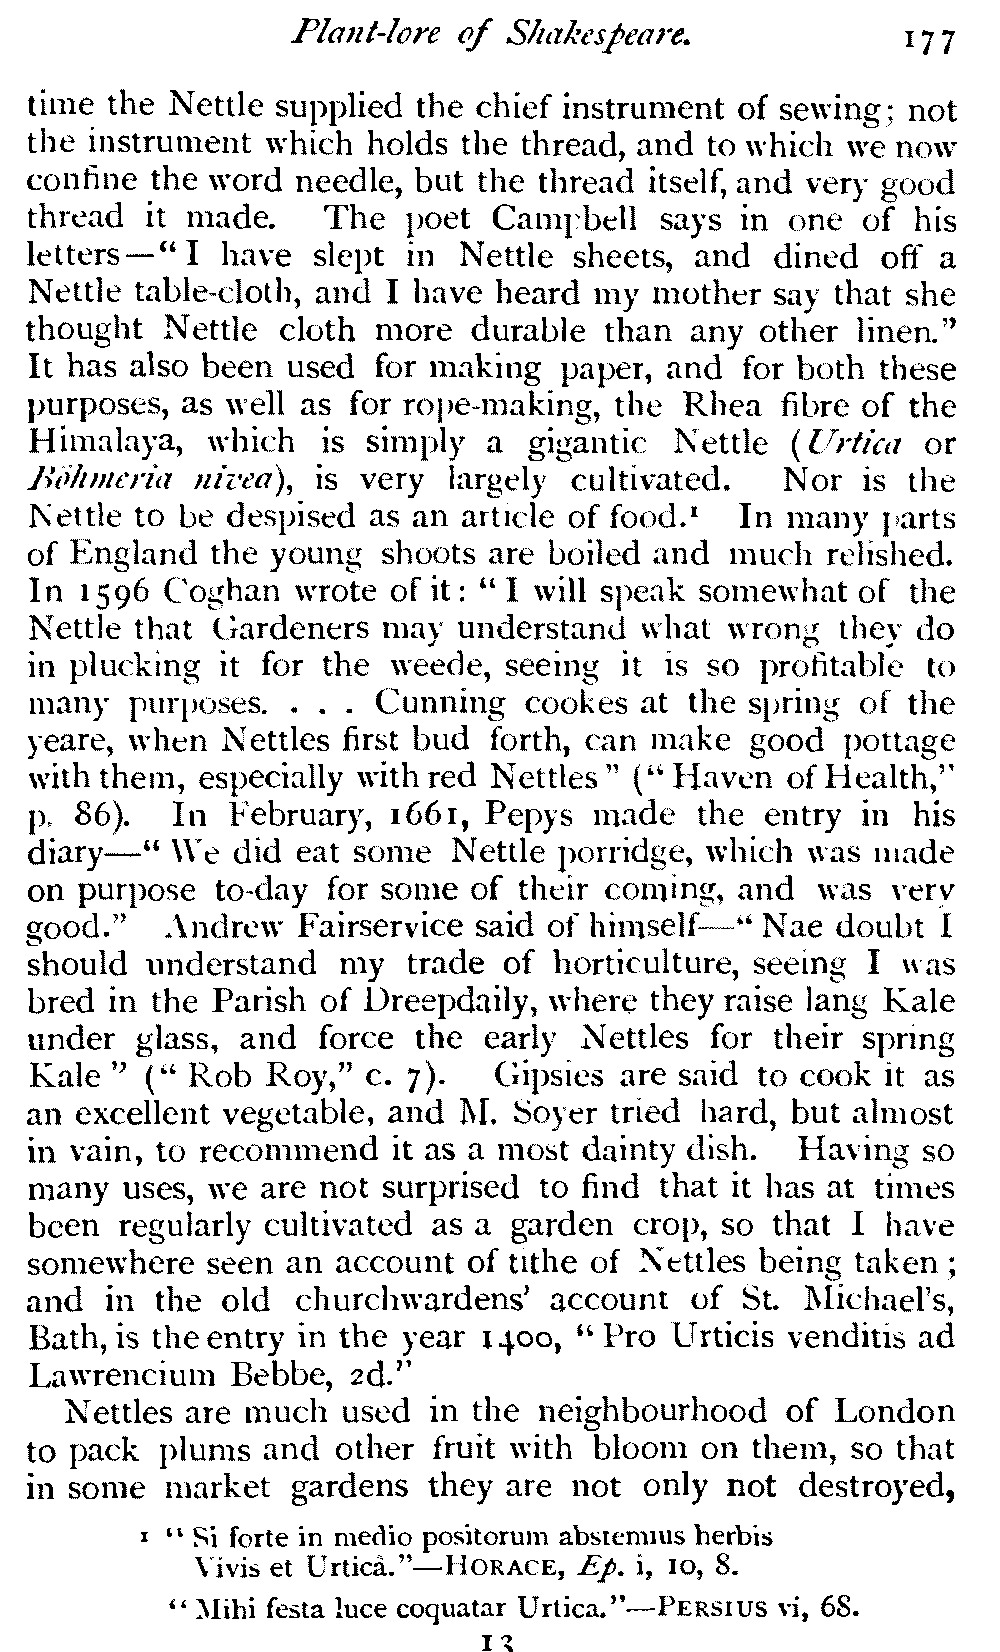 Plant-lore of Shakespeare. 177
time the Nettle supplied the chief instrument of sewing; not
the instrument which holds the thread, and to which we now
confine the word needle, but the thread itself, and very good
thread it made. The poet Campbell says in one of his
letters—“I have slept in Nettle sheets, and dined off a
Nettle table-cloth, and I have heard my mother say that she
thought Nettle cloth more durable than any other linen.”
It has also been used for making paper, and for both these
purposes, as well as for rope-making, the Rhea fibre of the
Himalaya, which is simply a gigantic Nettle (Urtica or
Böhmeria nivea), is very largely cultivated. Nor is the
Nettle to be despised as an article of food.¹ In many parts
of England the young shoots are boiled and much relished.
In 1596 Coghan wrote of it: “I will speak somewhat of the
Nettle that Gardeners may understand what wrong they do
in plucking it for the weede, seeing it is so profitable to
many purposes. . . . Cunning cookes at the spring of the
yeare, when Nettles first bud forth, can make good pottage
with them, especially with red Nettles” (“Haven of Health,”
p. 86). In February, 1661, Pepys made the entry in his
diary—“We did eat some Nettle porridge, which was made
on purpose to-day for some of their coming, and was very
good.” Andrew Fairservice said of himself—“Nae doubt I
should understand my trade of horticulture, seeing I was
bred in the Parish of Dreepdaily, where they raise lang Kale
under glass, and force the early Nettles for their spring
Kale” (“Rob Roy,” c. 7). Gipsies are said to cook it as
an excellent vegetable, and M. Soyer tried hard, but almost
in vain, to recommend it as a most dainty dish. Having so
many uses, we are not surprised to find that it has at times
been regularly cultivated as a garden crop, so that I have
somewhere seen an account of tithe of Nettles being taken;
and in the old churchwardens' account of St. Michael's,
Bath, is the entry in the year 1400, “Pro Urticis venditis ad
Lawrencium Bebbe, 2d.”
Nettles are much used in the neighbourhood of London
to pack plums and other fruit with bloom on them, so that
in some market gardens they are not only not destroyed,
¹ “Si forte in medio positorum abstemius herbis
Vivis et Urticâ.”—HORACE, Ep. i, 10, 8.
“Mihi festa luce coquatar Urtica.”—PERSIUS vi, 68.
13